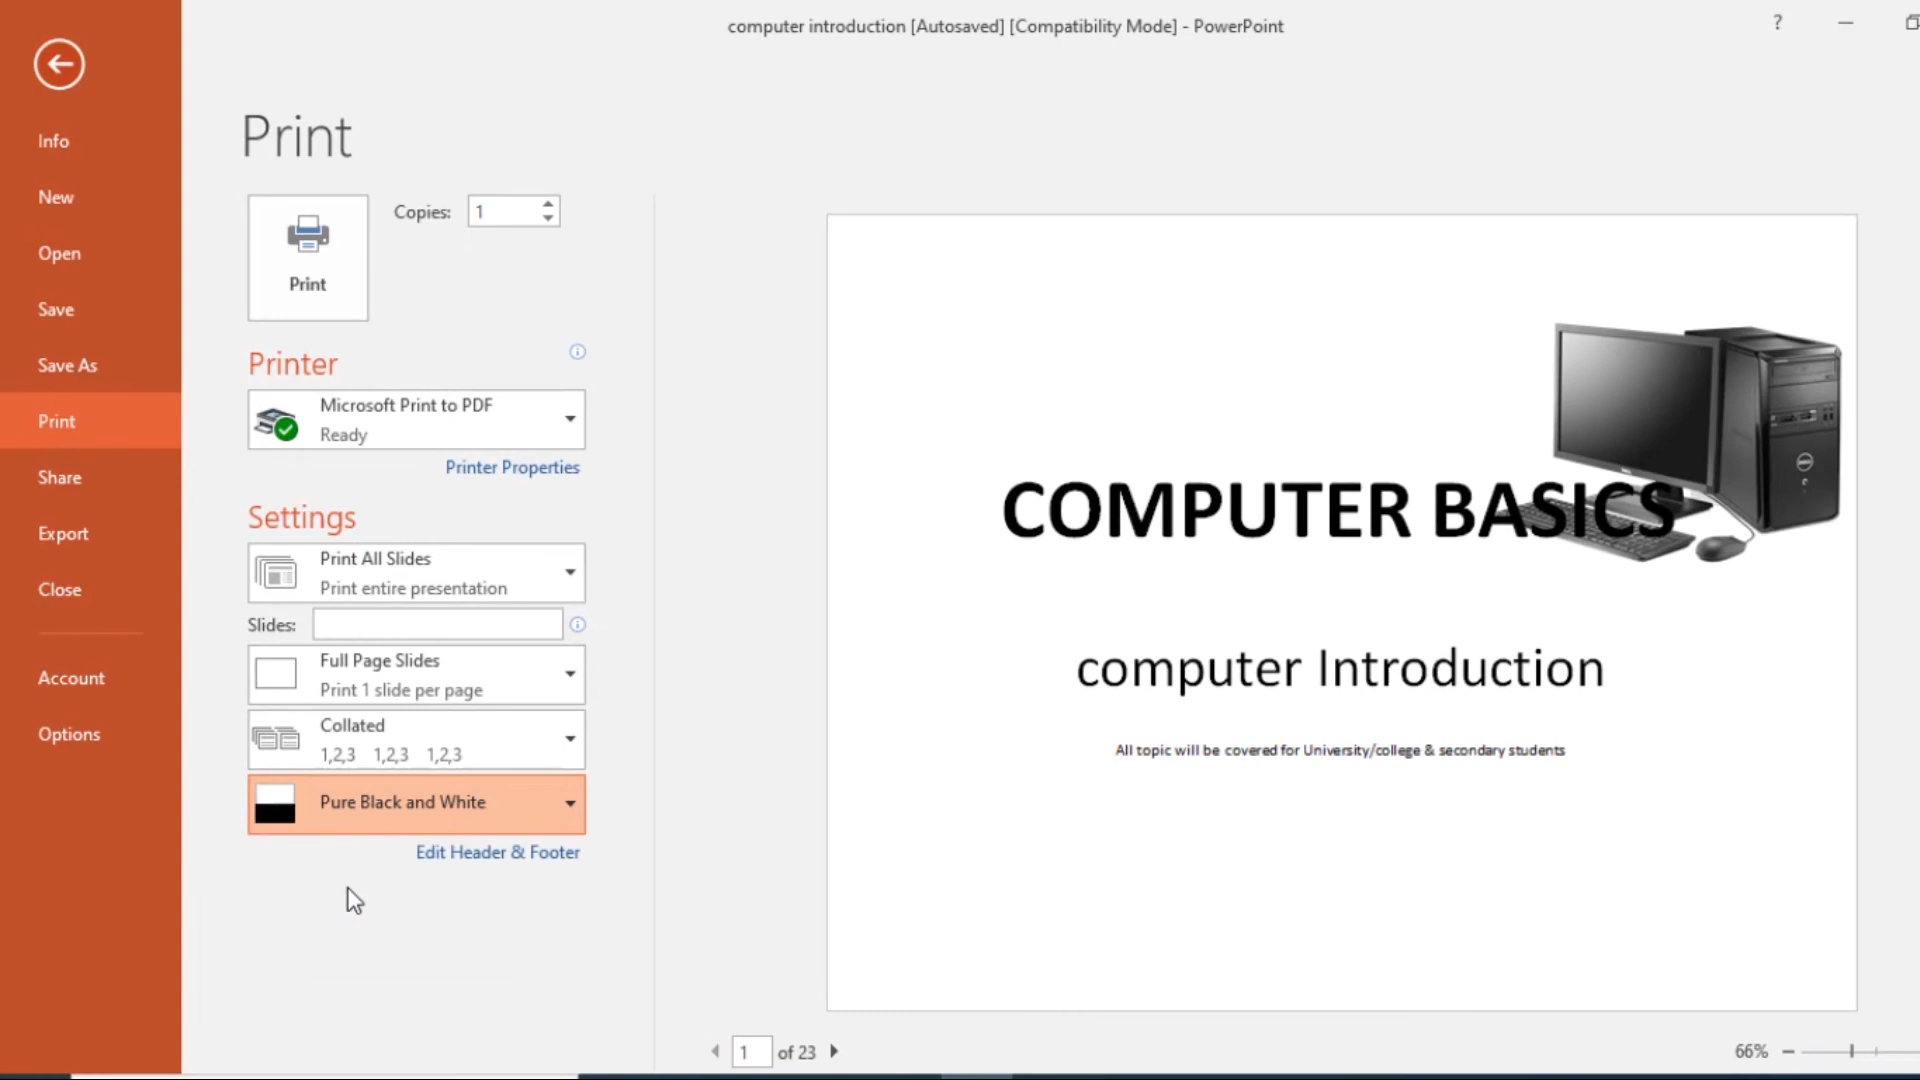 computer introduction [Autosaved] [Compatibility Mode] - PowerPoint
?
Info
New
Open
Save
Save As
Print
Share
Export
Close
Account
Options
Print
Print
Copies: 1
Printer
Microsoft Print to PDF
Ready
Printer Properties
Settings
Print All Slides
Print entire presentation
Slides:
Full Page Slides
Print 1 slide per page
Collated
1,2,3 1,2,3 1,2,3
Pure Black and White
Edit Header & Footer
COMPUTER BASICS
computer Introduction
All topic will be covered for University/college & secondary students
1 of 23
66%